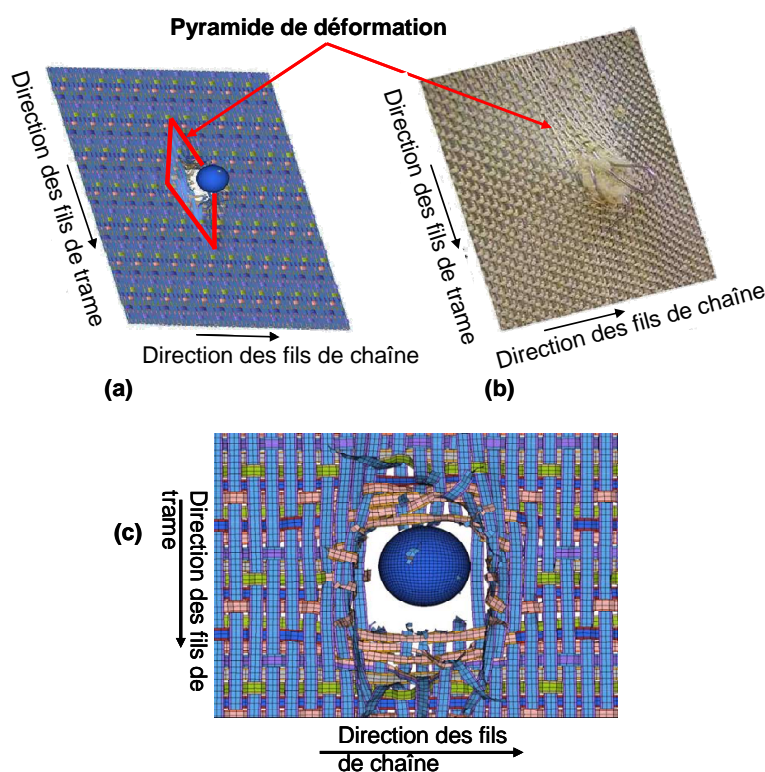 Pyramide de déformation
Direction des fils de trame
Direction des fils de chaîne
(a)
Direction des fils de trame
Direction des fils de chaîne
(b)
(c)
Direction des fils de
trame
Direction des fils
de chaîne